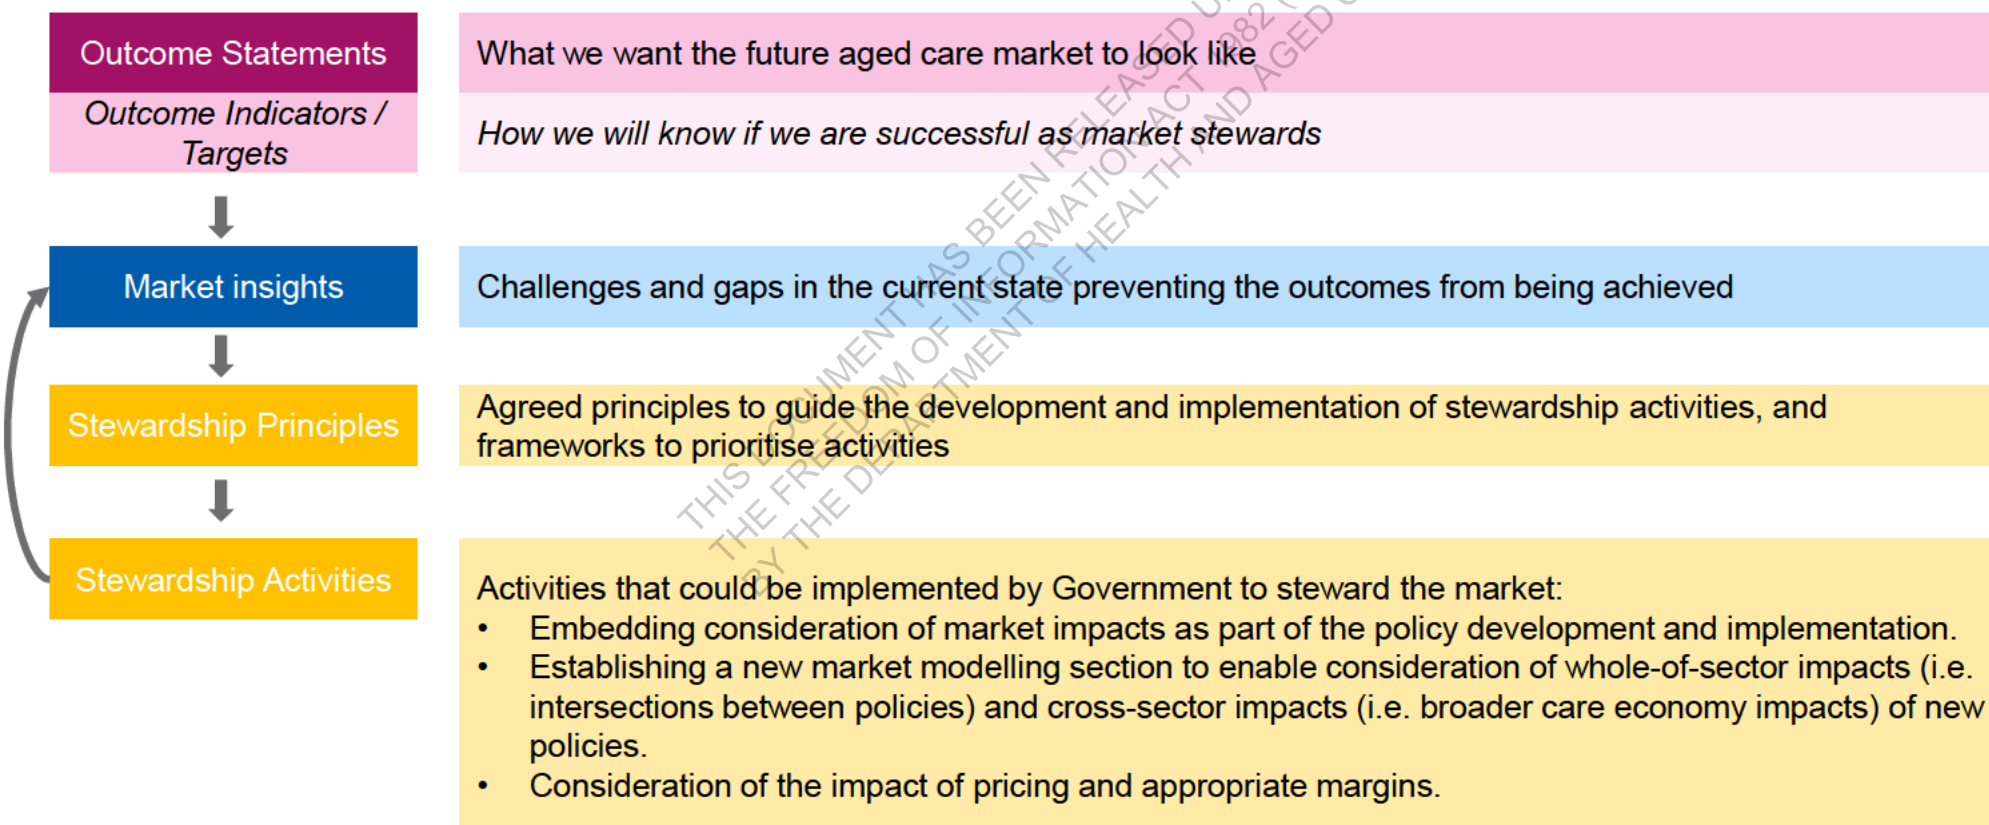 Outcome Statements
What we want the future aged care market to look like
Outcome Indicators /
Targets
How we will know if we are successful as market stewards
Market insights
Challenges and gaps in the current state preventing the outcomes from being achieved
Stewardship Principles
Agreed principles to guide the development and implementation of stewardship activities, and
frameworks to prioritise activities
Stewardship Activities
Activities that could be implemented by Government to steward the market:
• Embedding consideration of market impacts as part of the policy development and implementation.
• Establishing a new market modelling section to enable consideration of whole-of-sector impacts (i.e.
intersections between policies) and cross-sector impacts (i.e. broader care economy impacts) of new
policies.
• Consideration of the impact of pricing and appropriate margins.
THIS DOCUMENT HAS BEEN RELEASED
THE FREEDOM OF INFORMATION ACT 1982
BY THE DEPARTMENT OF HEALTH AND AGED